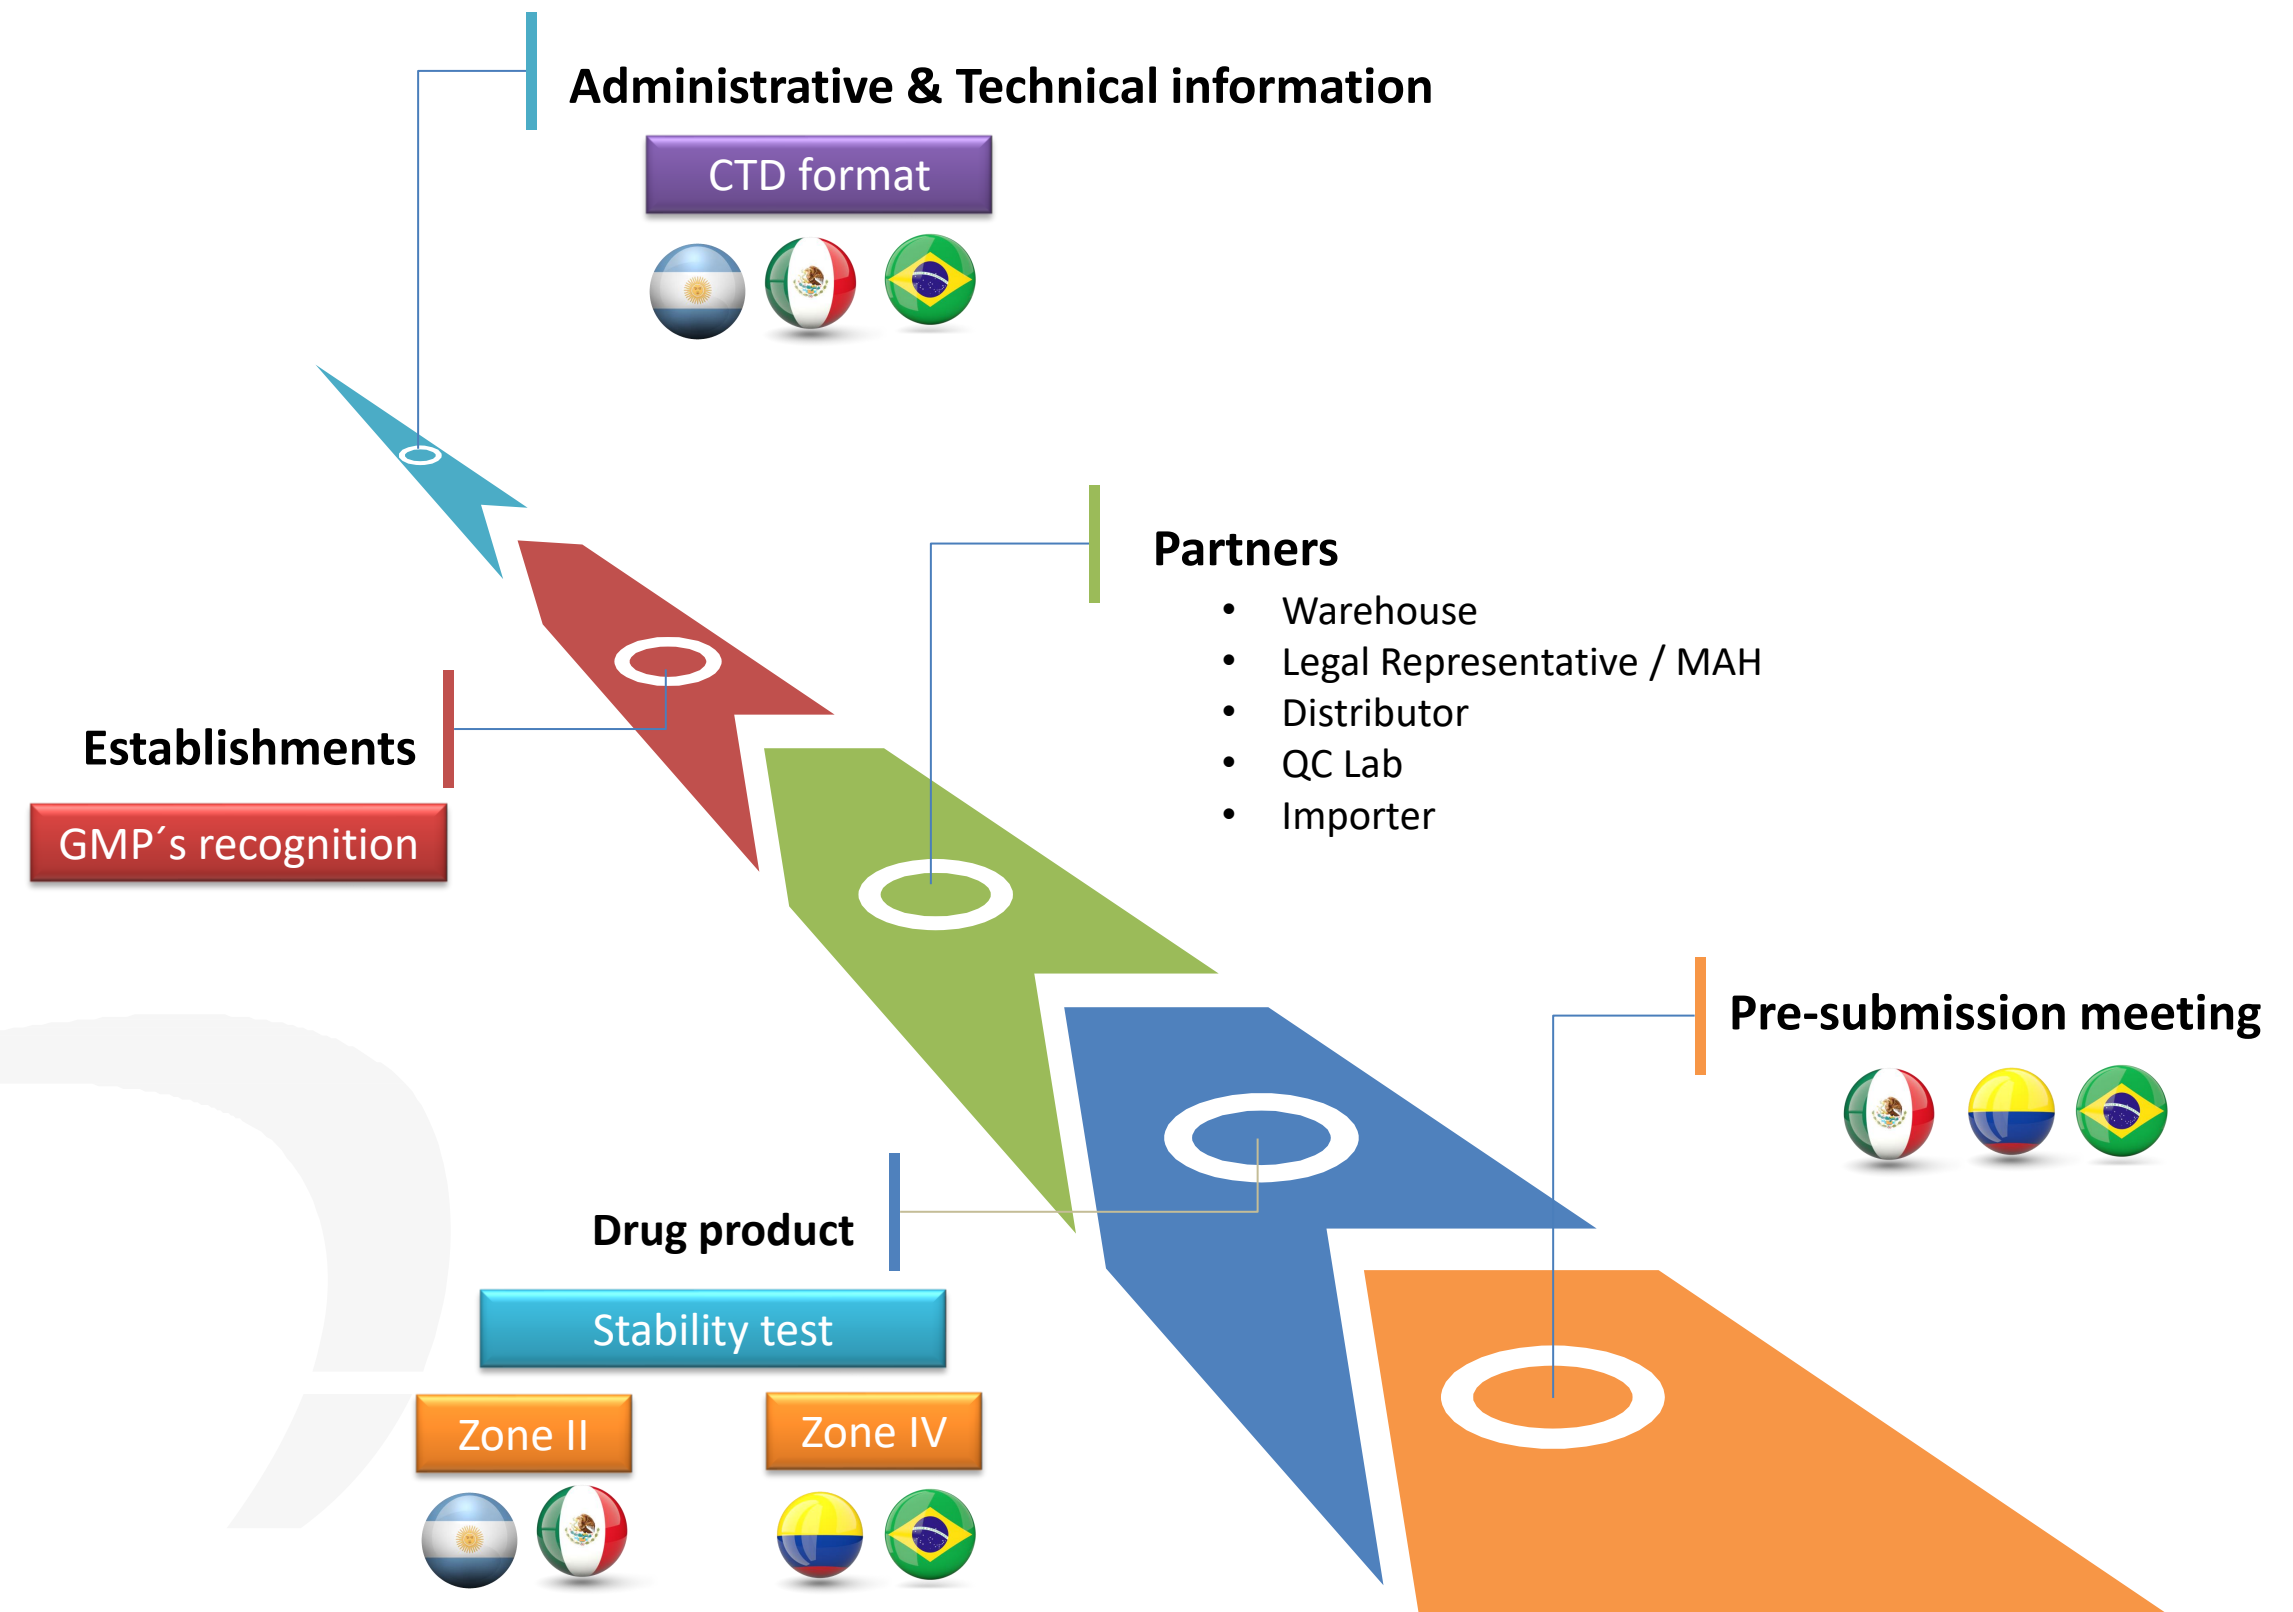 Administrative & Technical information
CTD format
Partners
• Warehouse
• Legal Representative / MAH
• Distributor
• QC Lab
• Importer
Establishments
GMP´s recognition
Pre-submission meeting
Drug product
Stability test
Zone II
Zone IV